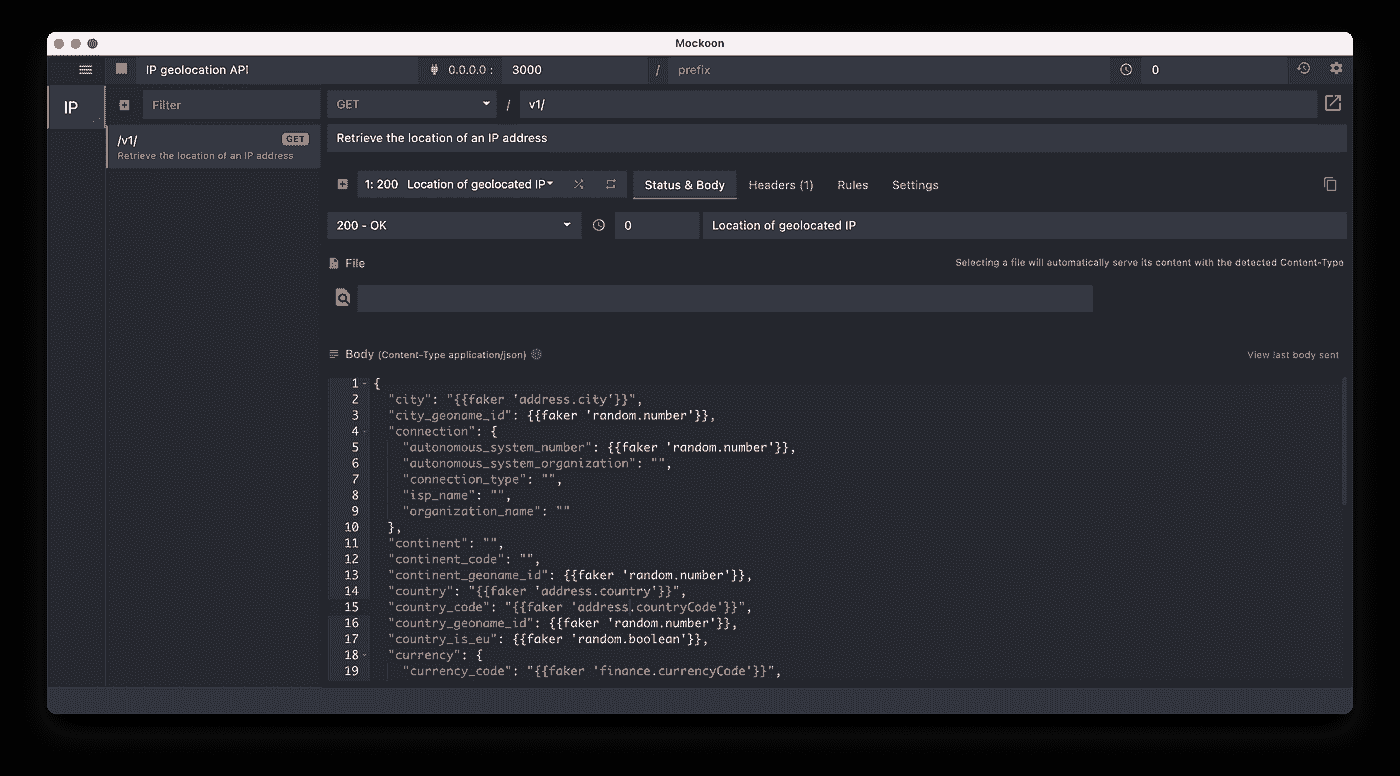 Mockoon
IP geolocation API 0.0.0.0 : 3000 / prefix 0
IP Filter GET / v1/
/v1/ GET
Retrieve the location of an IP address
Retrieve the location of an IP address
1: 200 Location of geolocated IP Status & Body Headers (1) Rules Settings
200 - OK 0 Location of geolocated IP
File Selecting a file will automatically serve its content with the detected Content-Type
Body (Content-Type application/json) View last body sent
1 {
2 "city": "{{faker 'address.city'}}",
3 "city_geoname_id": {{faker 'random.number'}},
4 "connection": {
5 "autonomous_system_number": {{faker 'random.number'}},
6 "autonomous_system_organization": "",
7 "connection_type": "",
8 "isp_name": "",
9 "organization_name": ""
10 },
11 "continent": "",
12 "continent_code": "",
13 "continent_geoname_id": {{faker 'random.number'}},
14 "country": "{{faker 'address.country'}}",
15 "country_code": "{{faker 'address.countryCode'}}",
16 "country_geoname_id": {{faker 'random.number'}},
17 "country_is_eu": {{faker 'random.boolean'}},
18 "currency": {
19 "currency_code": "{{faker 'finance.currencyCode'}}",